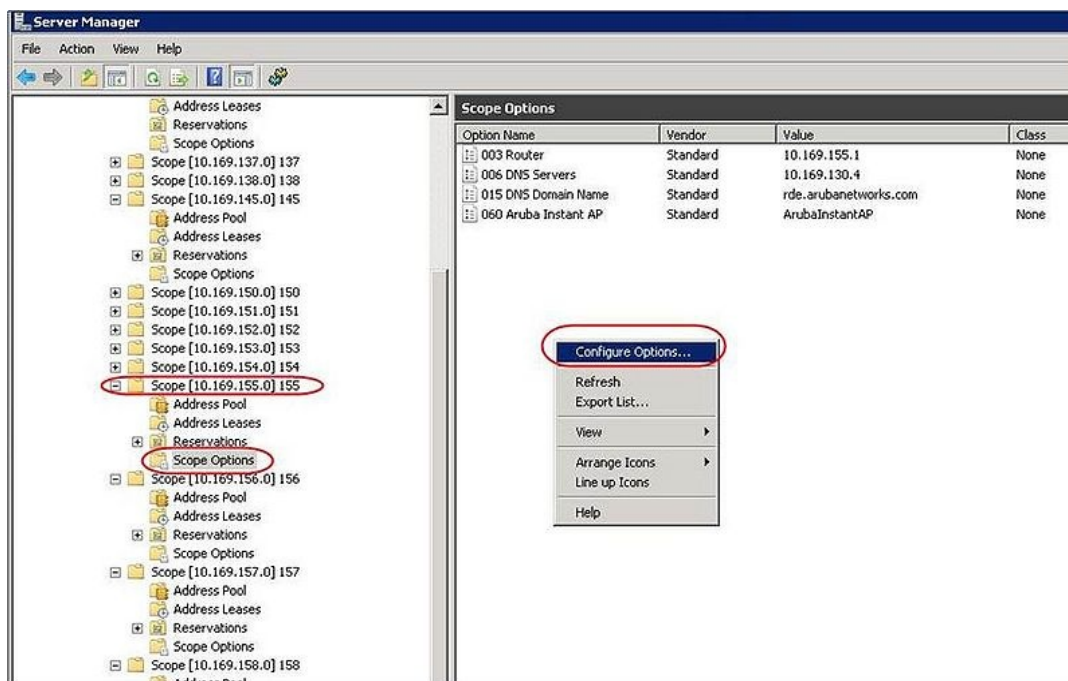 Server Manager
File Action View Help
Address Leases
Reservations
Scope Options
Scope [10.169.137.0] 137
Scope [10.169.138.0] 138
Scope [10.169.145.0] 145
Address Pool
Address Leases
Reservations
Scope Options
Scope [10.169.150.0] 150
Scope [10.169.151.0] 151
Scope [10.169.152.0] 152
Scope [10.169.153.0] 153
Scope [10.169.154.0] 154
Scope [10.169.155.0] 155
Address Pool
Address Leases
Reservations
Scope Options
Scope [10.169.156.0] 156
Address Pool
Address Leases
Reservations
Scope Options
Scope [10.169.157.0] 157
Address Pool
Address Leases
Reservations
Scope Options
Scope [10.169.158.0] 158
Address Pool
Scope Options
Option Name Vendor Value Class
003 Router Standard 10.169.155.1 None
006 DNS Servers Standard 10.169.130.4 None
015 DNS Domain Name Standard rde.arubanetworks.com None
060 Aruba Instant AP Standard ArubaInstantAP None
Configure Options...
Refresh
Export List...
View
Arrange Icons
Line up Icons
Help